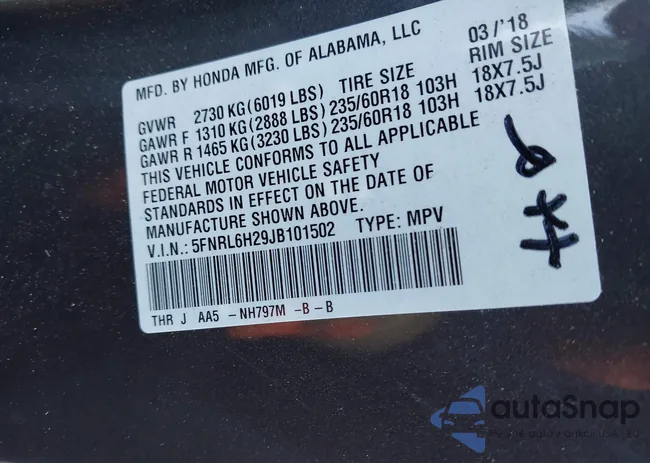 MFD. BY HONDA MFG. OF ALABAMA, LLC 03/'18
GVWR 2730 KG(6019 LBS) TIRE SIZE RIM SIZE
GAWR F 1310 KG(2888 LBS) 235/60R18 103H 18X7.5J
GAWR R 1465 KG(3230 LBS) 235/60R18 103H 18X7.5J
THIS VEHICLE CONFORMS TO ALL APPLICABLE
FEDERAL MOTOR VEHICLE SAFETY
STANDARDS IN EFFECT ON THE DATE OF
MANUFACTURE SHOWN ABOVE.
V.I.N.: 5FNRL6H29JB101502 TYPE: MPV
THR J AA5 -NH797M -B -B
autaSnap